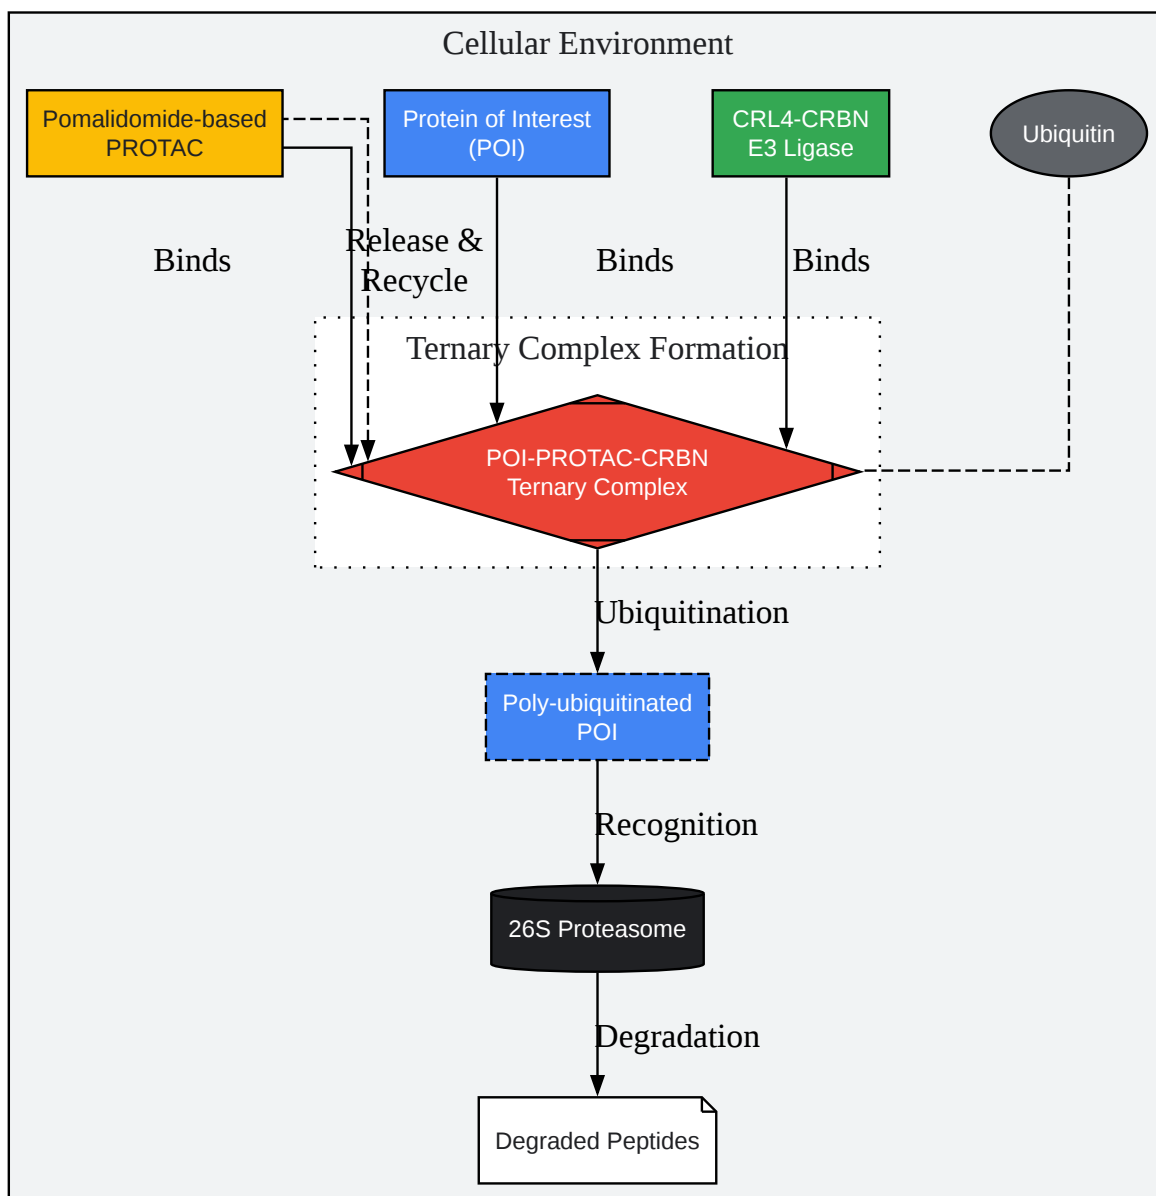 Cellular Environment
Pomalidomide-based
PROTAC
Protein of Interest
(POI)
CRL4-CRBN
E3 Ligase
Ubiquitin
Binds
Release &
Recycle
Binds
Binds
Ternary Complex Formation
POI-PROTAC-CRBN
Ternary Complex
Ubiquitination
Poly-ubiquitinated
POI
Recognition
26S Proteasome
Degradation
Degraded Peptides